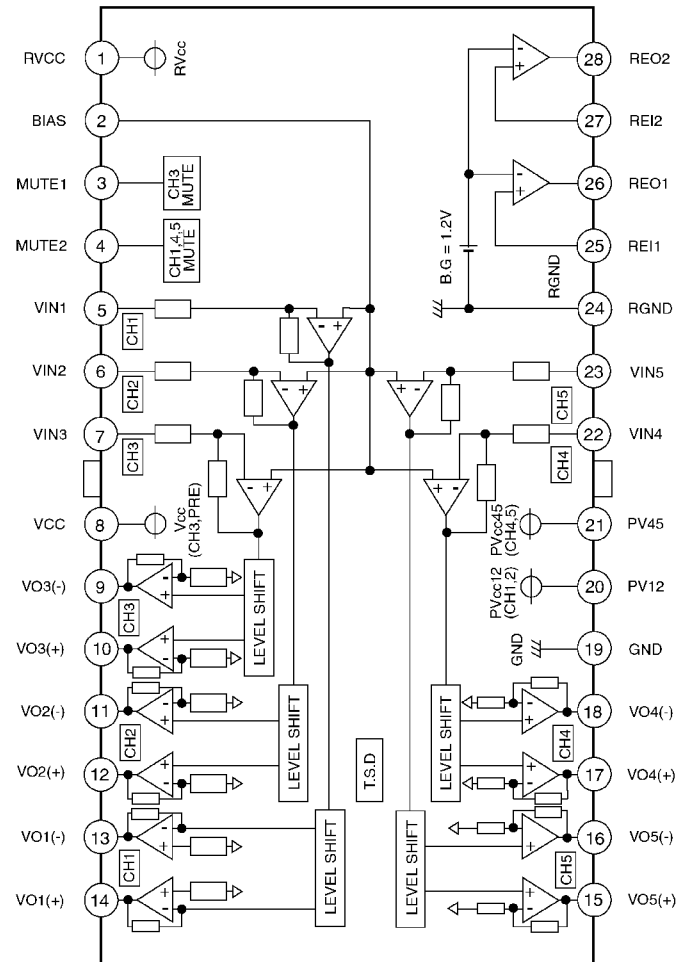 RVCC 1 RVcc
BIAS 2
MUTE1 3 CH3 MUTE
MUTE2 4 CH1,4,5 MUTE
VIN1 5 CH1
VIN2 6 CH2
VIN3 7 CH3
VCC 8 Vcc (CH3,PRE)
VO3(-) 9
CH3
VO3(+) 10
LEVEL SHIFT
VO2(-) 11
CH2
VO2(+) 12
LEVEL SHIFT
VO1(-) 13
CH1
VO1(+) 14
LEVEL SHIFT
T.S.D
28 REO2
27 REI2
26 REO1
25 REI1
B.G = 1.2V
RGND
24 RGND
23 VIN5
CH5
22 VIN4
CH4
PVcc45 (CH4,5)
21 PV45
PVcc12 (CH1,2)
20 PV12
GND
19 GND
18 VO4(-)
CH4
17 VO4(+)
LEVEL SHIFT
16 VO5(-)
CH5
15 VO5(+)
LEVEL SHIFT
- +
- +
- +
- +
+ -
+ -
- +
- +
- +
+ -
- +
+ -
- +
+ -
+ -
- +
- +
+ -